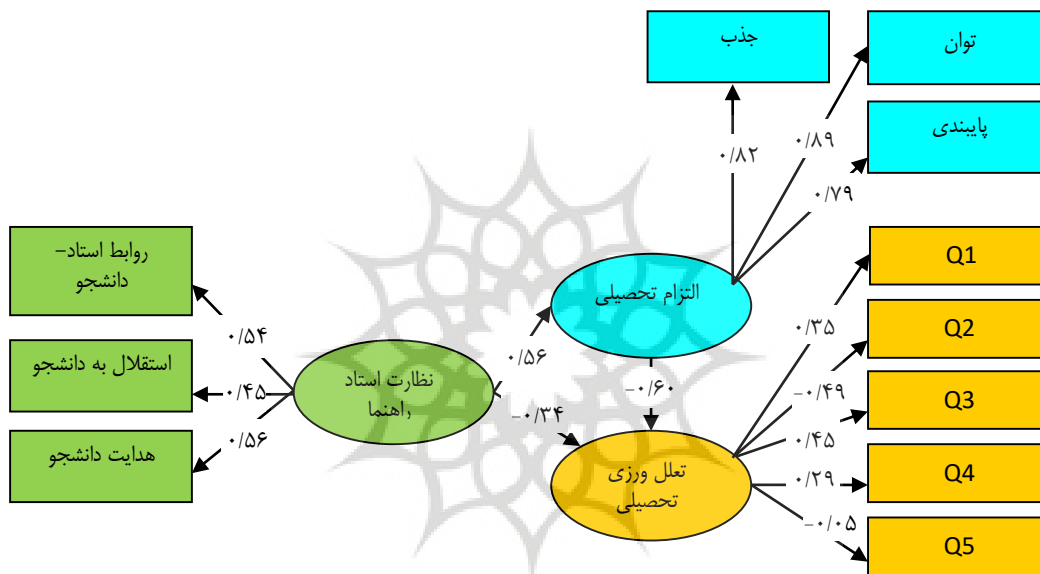 جذب
توان
۰/۸۲
۰/۸۹
پایبندی
۰/۷۹
روابط استاد–
دانشجو
Q1
التزام تحصیلی
۰/۵۴
۰/۳۵
Q2
استقلال به دانشجو
نظارت استاد
راهنما
۰/۵۶
–۰/۶۰
–۰/۴۹
۰/۴۵
Q3
–۰/۳۴
هدایت دانشجو
۰/۵۶
۰/۴۵
تعلل ورزی
تحصیلی
۰/۲۹
Q4
–۰/۰۵
Q5